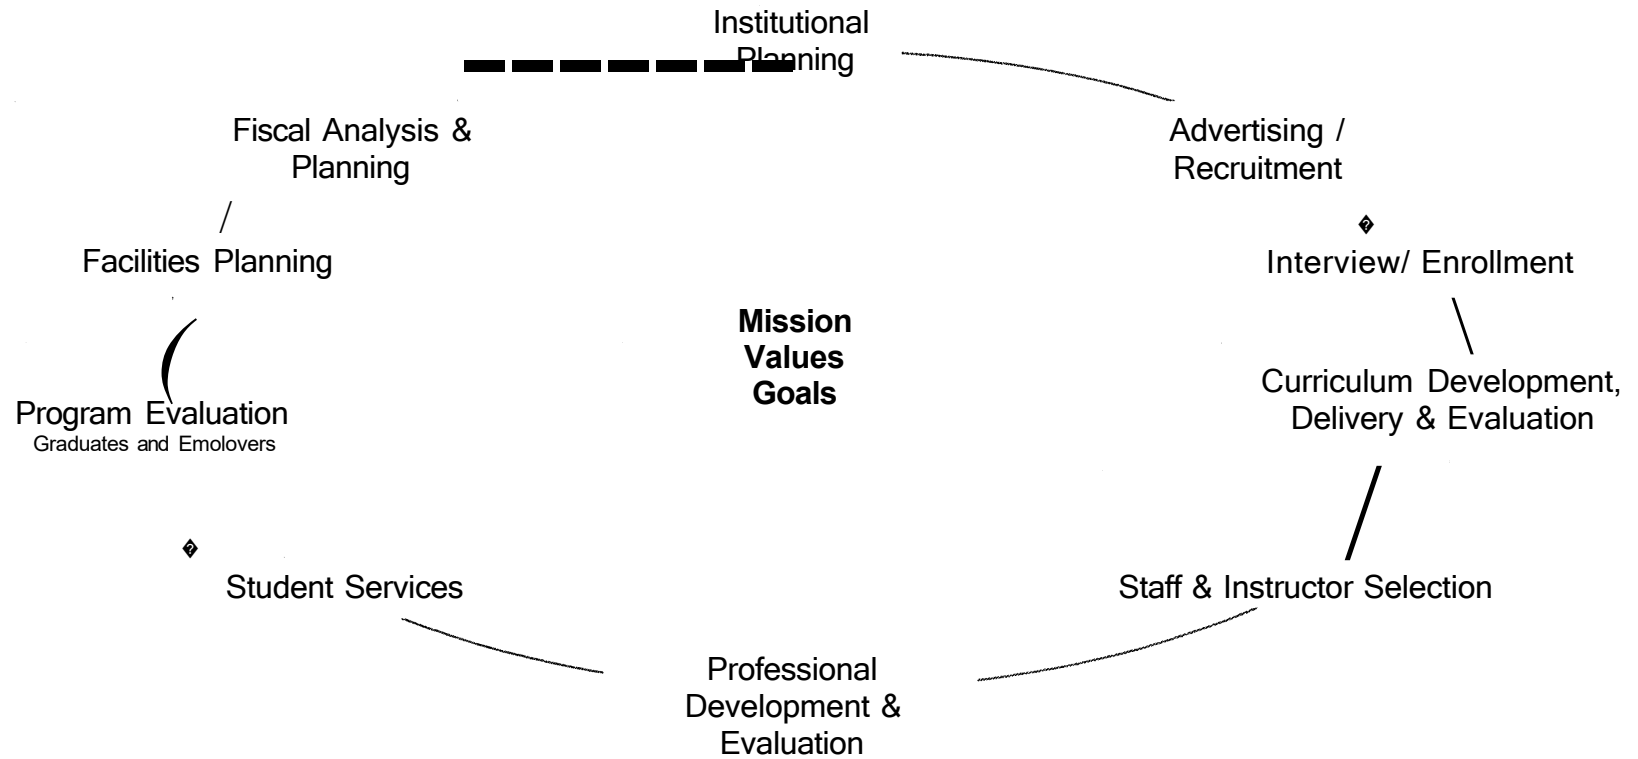 Institutional
Planning
Advertising /
Recruitment
Interview/ Enrollment
Curriculum Development,
Delivery & Evaluation
Staff & Instructor Selection
Professional
Development &
Evaluation
Student Services
Program Evaluation
Graduates and Emolovers
Facilities Planning
Fiscal Analysis &
Planning
Mission
Values
Goals